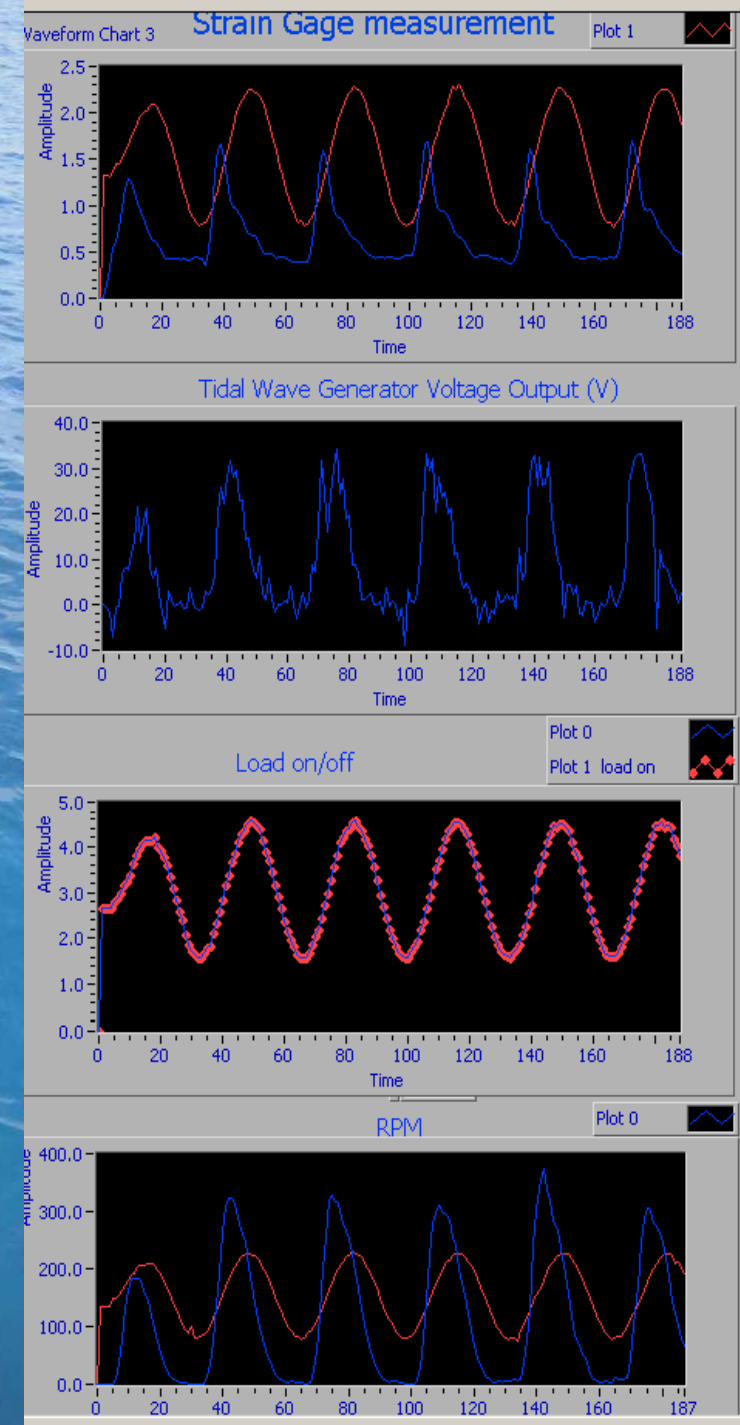 Strain Gage measurement
Waveform Chart 3
Plot 1
Amplitude
2.5
2.0
1.5
1.0
0.5
0.0
0 20 40 60 80 100 120 140 160 188
Time
Tidal Wave Generator Voltage Output (V)
Amplitude
40.0
30.0
20.0
10.0
0.0
-10.0
0 20 40 60 80 100 120 140 160 188
Time
Load on/off
Plot 0
Plot 1 load on
Amplitude
5.0
4.0
3.0
2.0
1.0
0.0
0 20 40 60 80 100 120 140 160 188
Time
RPM
Plot 0
Amplitude
400.0
300.0
200.0
100.0
0.0
0 20 40 60 80 100 120 140 160 187